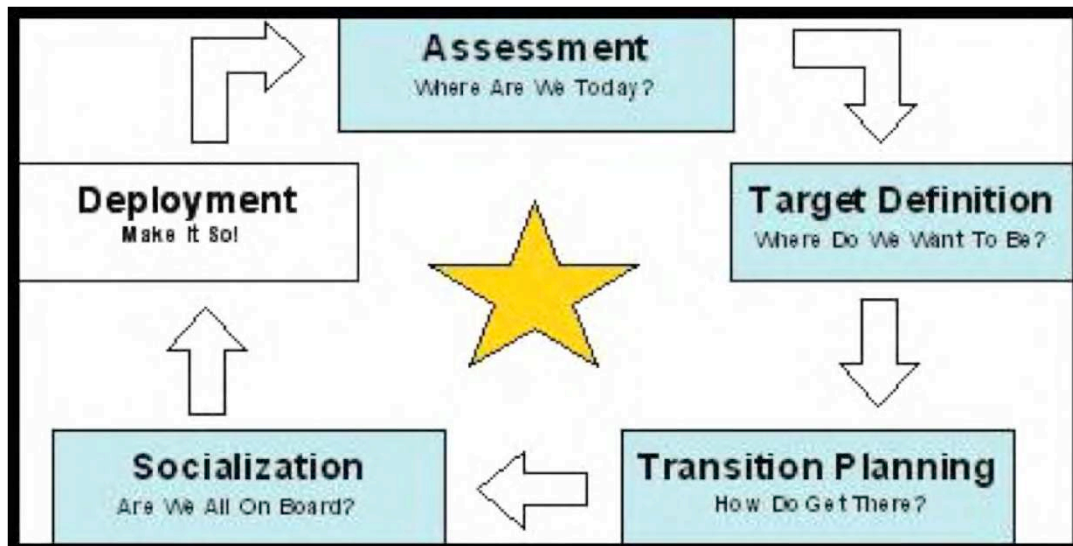 Assessment
Where Are We Today?
Target Definition
Where Do We Want To Be?
Transition Planning
How Do Get There?
Socialization
Are We All On Board?
Deployment
Make It So!